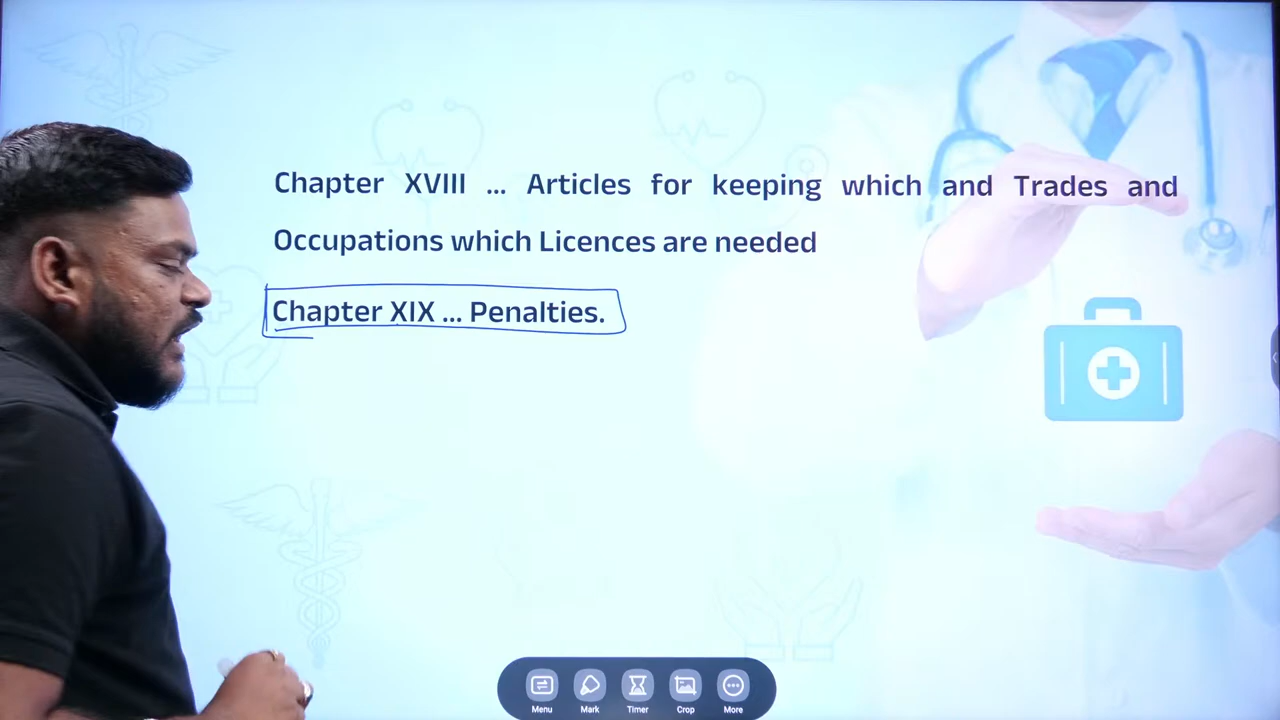 Chapter XVIII ... Articles for keeping which and Trades and
Occupations which Licences are needed
Chapter XIX ... Penalties.
Menu Mark Timer Crop More